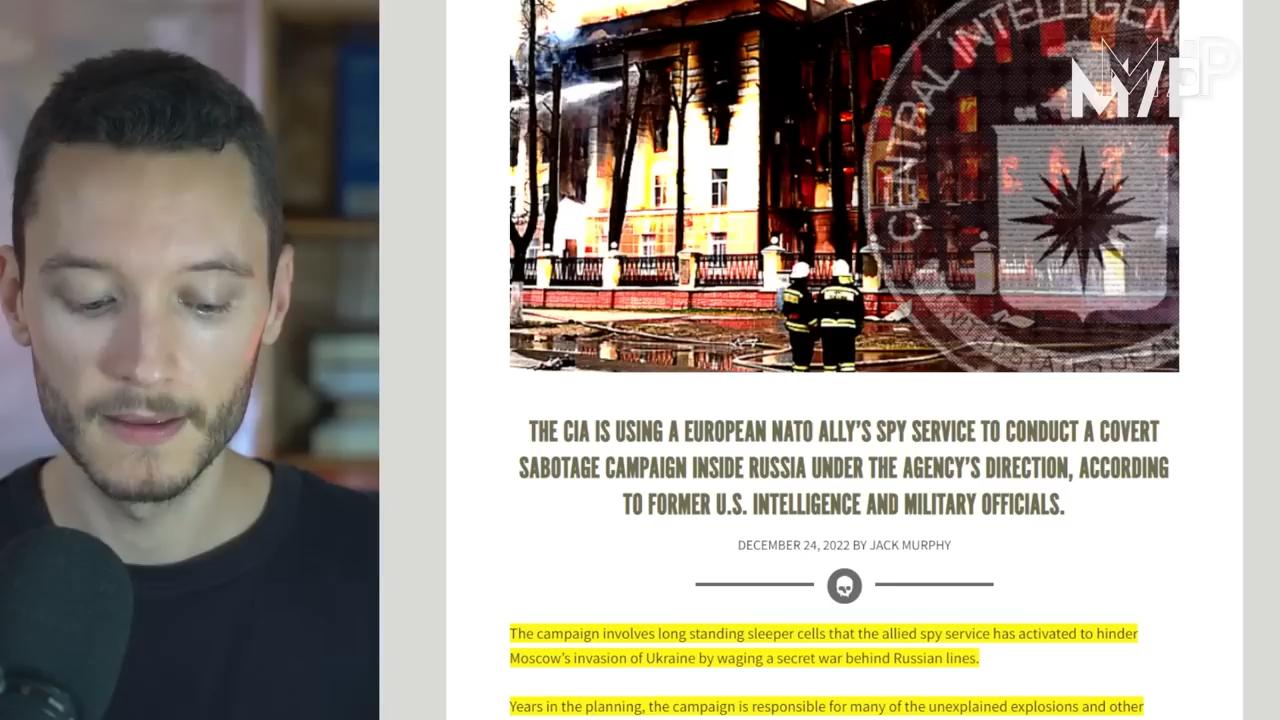 CENTRAL INTELLIGEN
MYPP
THE CIA IS USING A EUROPEAN NATO ALLY'S SPY SERVICE TO CONDUCT A COVERT
SABOTAGE CAMPAIGN INSIDE RUSSIA UNDER THE AGENCY'S DIRECTION, ACCORDING
TO FORMER U.S. INTELLIGENCE AND MILITARY OFFICIALS.
DECEMBER 24, 2022 BY JACK MURPHY
The campaign involves long standing sleeper cells that the allied spy service has activated to hinder
Moscow's invasion of Ukraine by waging a secret war behind Russian lines.
Years in the planning, the campaign is responsible for many of the unexplained explosions and other